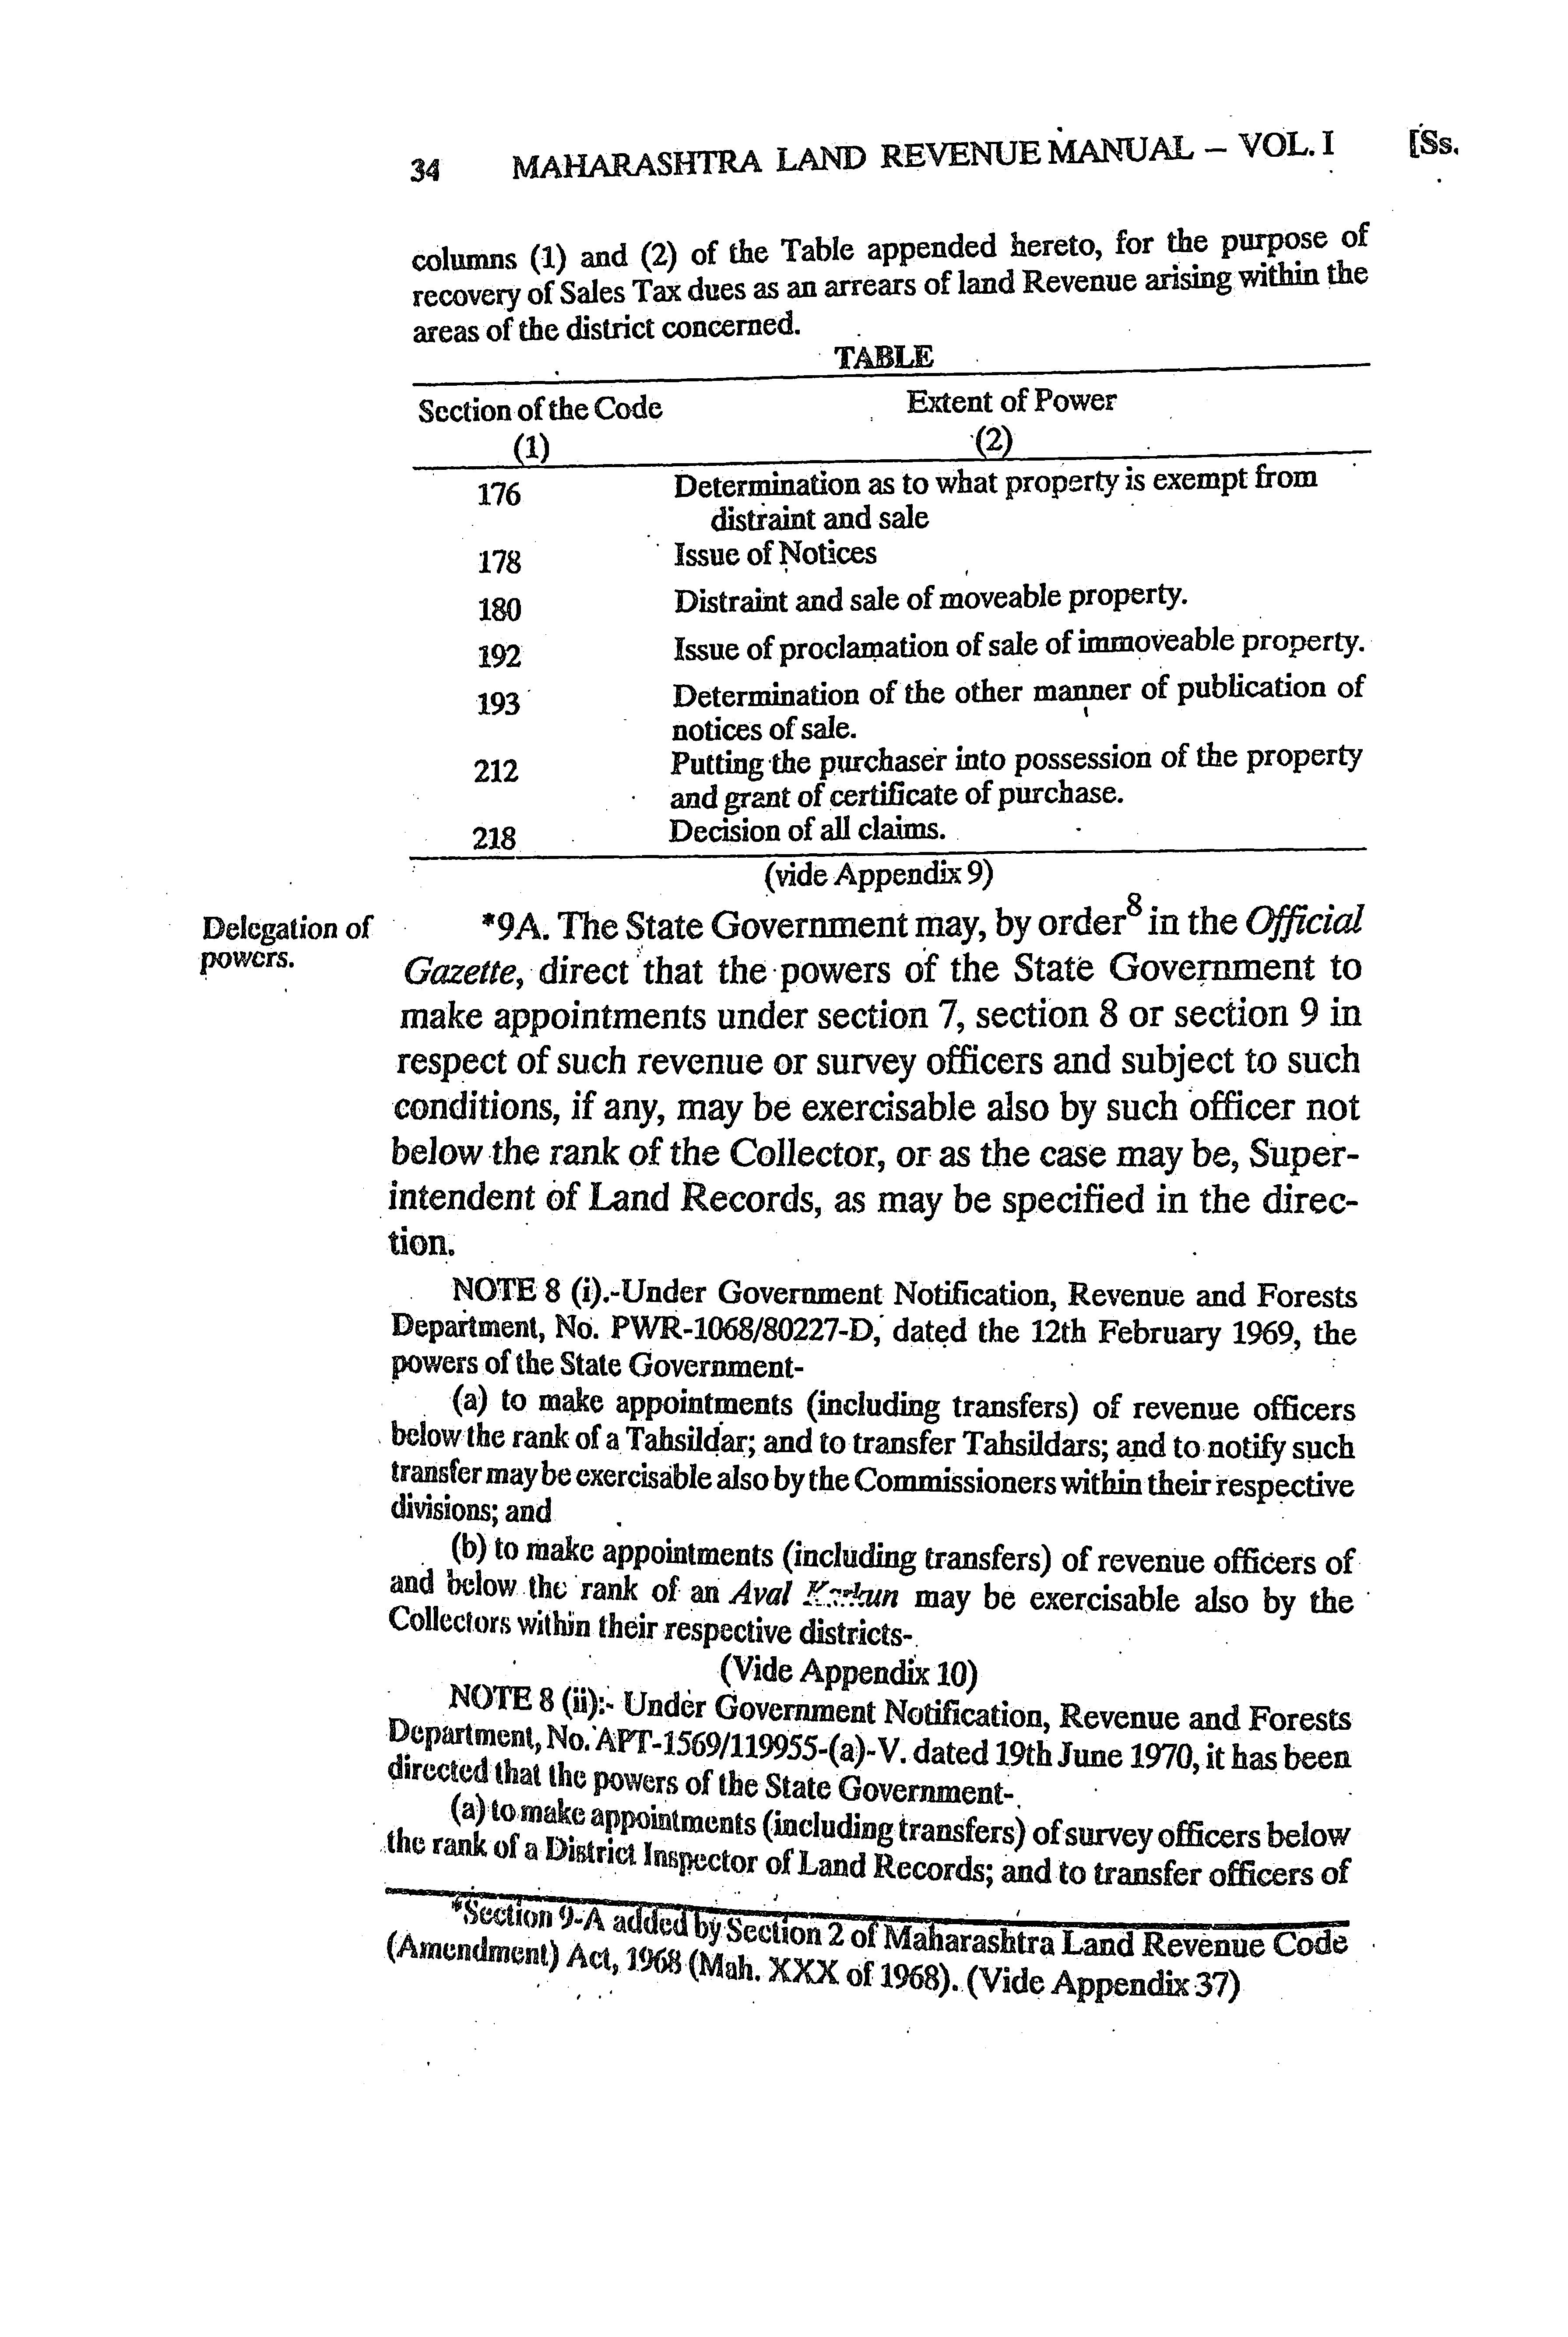 34 MAHARASHTRA LAND REVENUE MANUAL – VOL. I [Ss.
columns (1) and (2) of the Table appended hereto, for the purpose of
recovery of Sales Tax dues as an arrears of land Revenue arising within the
areas of the district concerned.
TABLE
Section of the Code Extent of Power
(1) (2)
176 Determination as to what property is exempt from
distraint and sale
178 Issue of Notices
180 Distraint and sale of moveable property.
192 Issue of proclamation of sale of immoveable property.
193 Determination of the other manner of publication of
notices of sale.
212 Putting the purchaser into possession of the property
and grant of certificate of purchase.
218 Decision of all claims.
(vide Appendix 9)
Delegation of
powers.
*9A. The State Government may, by order8 in the Official
Gazette, direct that the powers of the State Government to
make appointments under section 7, section 8 or section 9 in
respect of such revenue or survey officers and subject to such
conditions, if any, may be exercisable also by such officer not
below the rank of the Collector, or as the case may be, Super-
intendent of Land Records, as may be specified in the direc-
tion.
NOTE 8 (i).-Under Government Notification, Revenue and Forests
Department, No. PWR-1068/80227-D, dated the 12th February 1969, the
powers of the State Government-
(a) to make appointments (including transfers) of revenue officers
below the rank of a Tahsildar; and to transfer Tahsildars; and to notify such
transfer may be exercisable also by the Commissioners within their respective
divisions; and
(b) to make appointments (including transfers) of revenue officers of
and below the rank of an Aval Karkun may be exercisable also by the
Collectors within their respective districts-
(Vide Appendix 10)
NOTE 8 (ii):- Under Government Notification, Revenue and Forests
Department, No. APT-1569/119955-(a)-V. dated 19th June 1970, it has been
directed that the powers of the State Government-
(a) to make appointments (including transfers) of survey officers below
the rank of a District Inspector of Land Records; and to transfer officers of
*Section 9-A added by Section 2 of Maharashtra Land Revenue Code
(Amendment) Act, 1968 (Mah. XXX of 1968). (Vide Appendix 37)